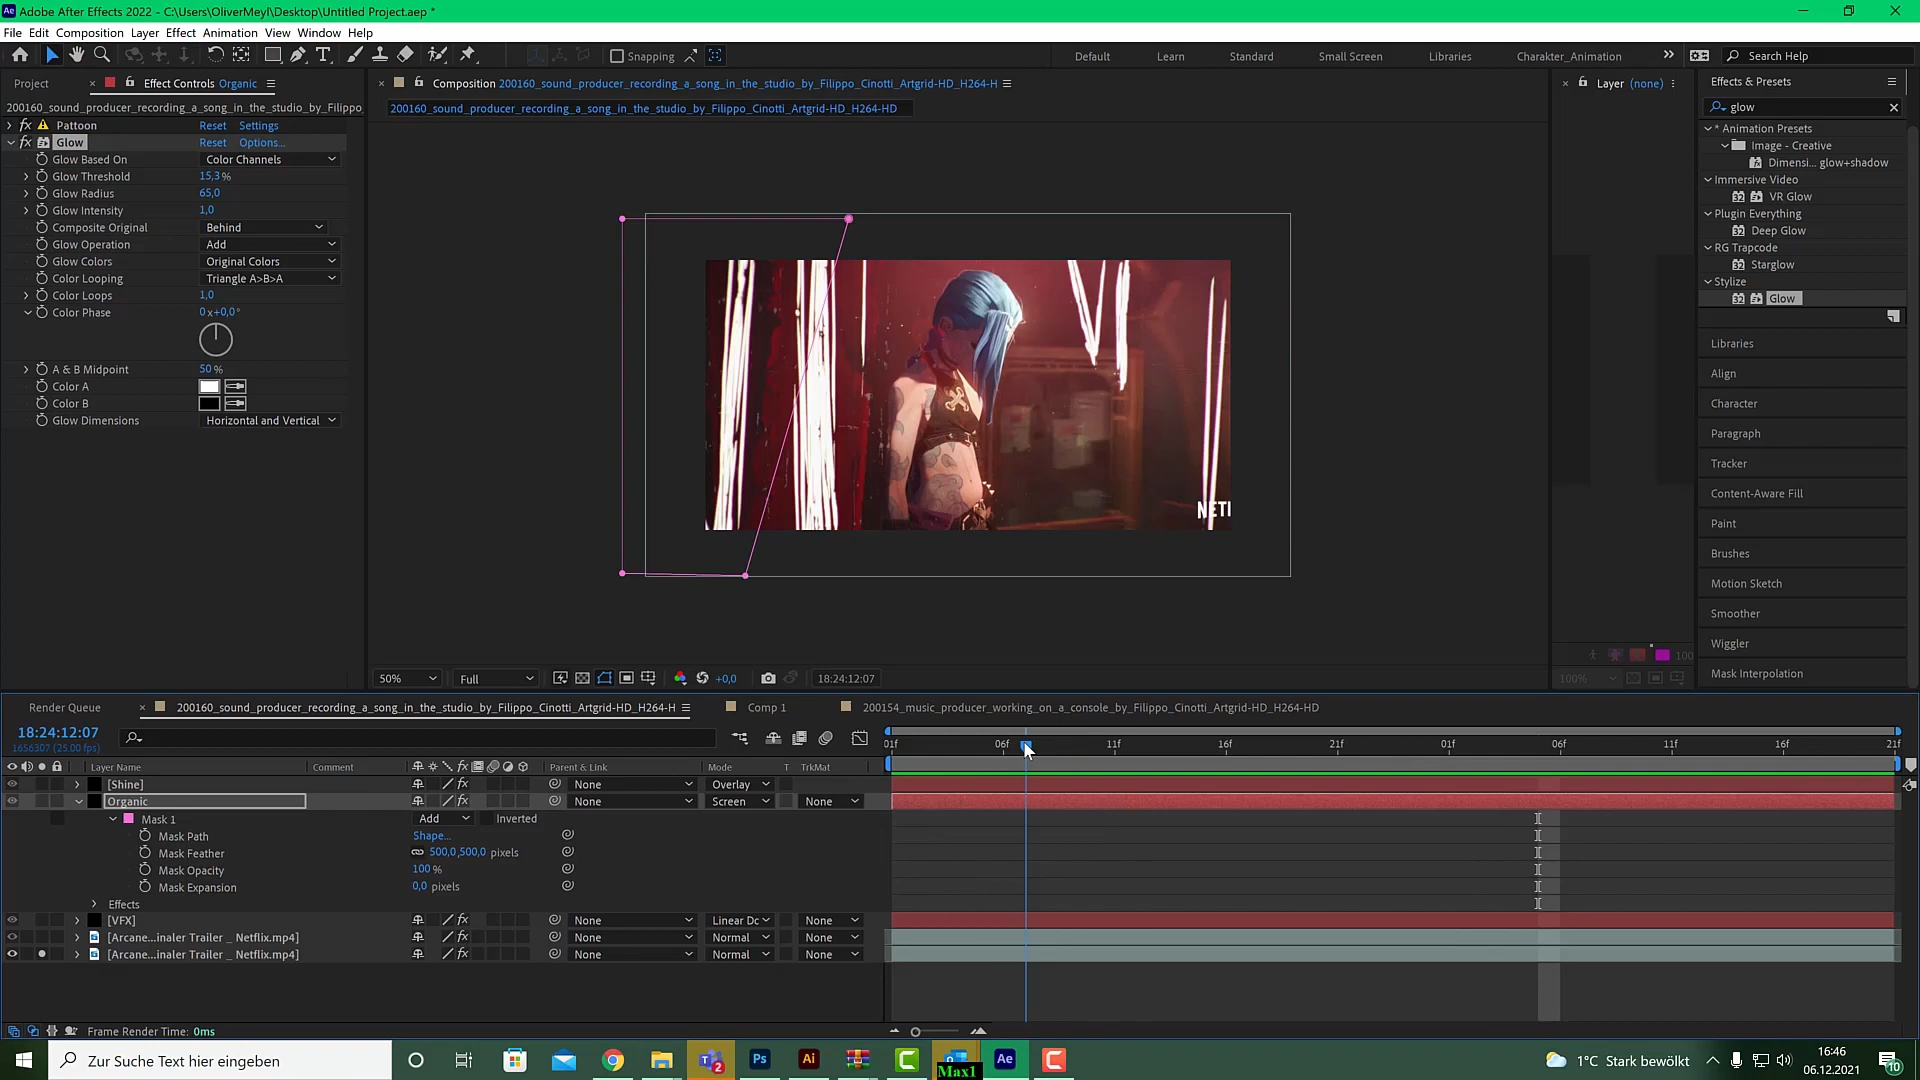 Adobe After Effects 2022 - C:\Users\OliverMeyl\Desktop\Untitled Project.aep *
File Edit Composition Layer Effect Animation View Window Help
Snapping Default Learn Standard Small Screen Libraries Charakter_Animation Search Help
Project Effect Controls Organic
200160_sound_producer_recording_a_song_in_the_studio_by_Filippo
Pattoon Reset Settings
Glow Reset Options...
Glow Based On Color Channels
Glow Threshold 15,3 %
Glow Radius 65,0
Glow Intensity 1,0
Composite Original Behind
Glow Operation Add
Glow Colors Original Colors
Color Looping Triangle A>B>A
Color Loops 1,0
Color Phase 0x+0,0°
A & B Midpoint 50 %
Color A
Color B
Glow Dimensions Horizontal and Vertical
Composition 200160_sound_producer_recording_a_song_in_the_studio_by_Filippo_Cinotti_Artgrid-HD_H264-H
200160_sound_producer_recording_a_song_in_the_studio_by_Filippo_Cinotti_Artgrid-HD_H264-HD
NETI
50% Full +0,0 18:24:12:07
Layer (none)
100
100%
Effects & Presets
glow
* Animation Presets
Image - Creative
Dimensi... glow+shadow
Immersive Video
VR Glow
Plugin Everything
Deep Glow
RG Trapcode
Starglow
Stylize
Glow
Libraries
Align
Character
Paragraph
Tracker
Content-Aware Fill
Paint
Brushes
Motion Sketch
Smoother
Wiggler
Mask Interpolation
Render Queue 200160_sound_producer_recording_a_song_in_the_studio_by_Filippo_Cinotti_Artgrid-HD_H264-H Comp 1 200154_music_producer_working_on_a_console_by_Filippo_Cinotti_Artgrid-HD_H264-HD
18:24:12:07
1656307 (25.00 fps)
01f 06f 11f 16f 21f 01f 06f 11f 16f 21f
Layer Name Comment Parent & Link Mode T TrkMat
[Shine] None Overlay
Organic None Screen None
Mask 1 Add Inverted
Mask Path Shape...
Mask Feather 500,0,500,0 pixels
Mask Opacity 100 %
Mask Expansion 0,0 pixels
Effects
[VFX] None Linear Dc None
[Arcane...inaler Trailer _ Netflix.mp4] None Normal None
[Arcane...inaler Trailer _ Netflix.mp4] None Normal None
Frame Render Time: 0ms
Zur Suche Text hier eingeben
2 Ps Ai Max1 Ae
1°C Stark bewölkt
16:46
06.12.2021
10